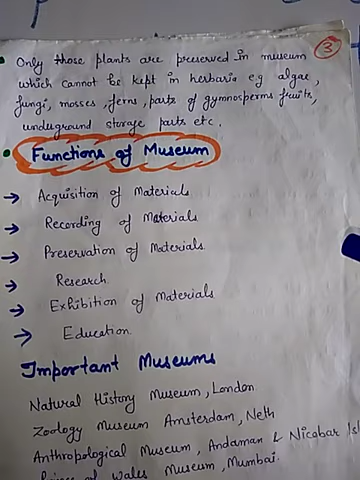 3
• Only those plants are preserved in museum
which cannot be kept in herbaria e.g algae,
fungi, mosses, ferns, parts of gymnosperms fruits,
underground storage parts etc.
• Functions of Museum
→ Acquisition of Materials
→ Recording of Materials
→ Preservation of Materials
→ Research
→ Exhibition of Materials
→ Education
Important Museums
Natural History Museum, London
Zoology Museum Amsterdam, Neth
Anthropological Museum, Andaman & Nicobar Isl
of Wales Museum, Mumbai.